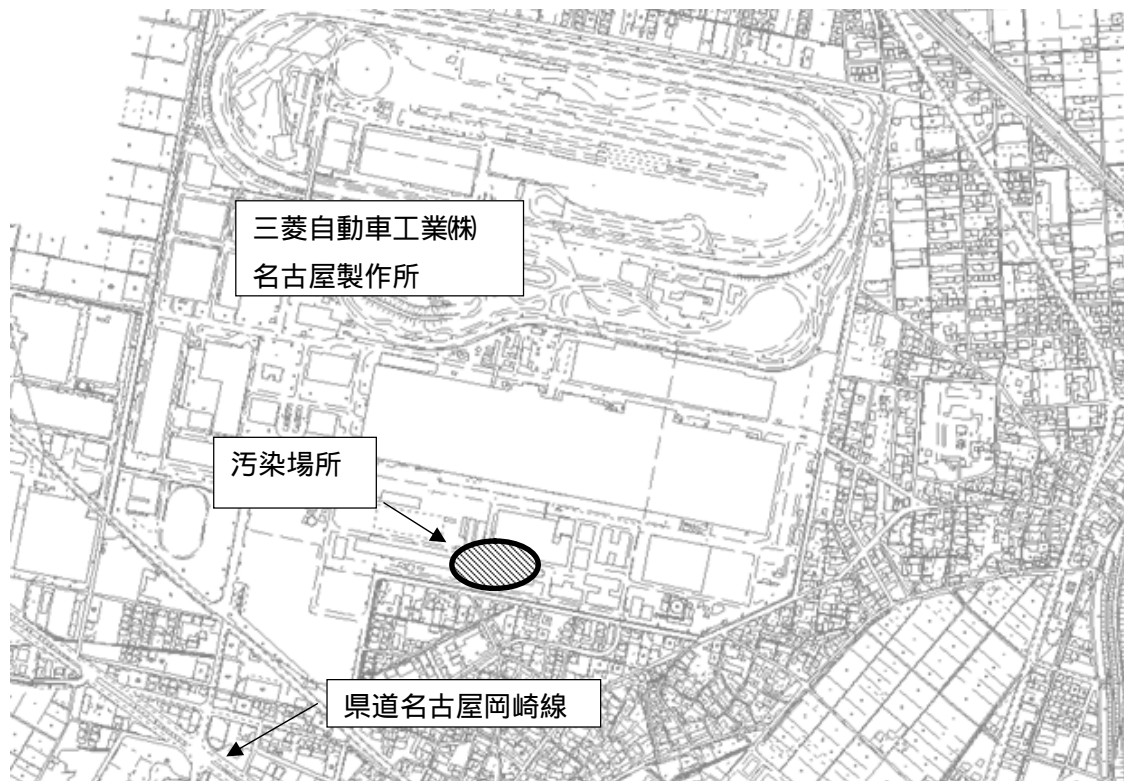 三菱自動車工業㈱
名古屋製作所
汚染場所
県道名古屋岡崎線